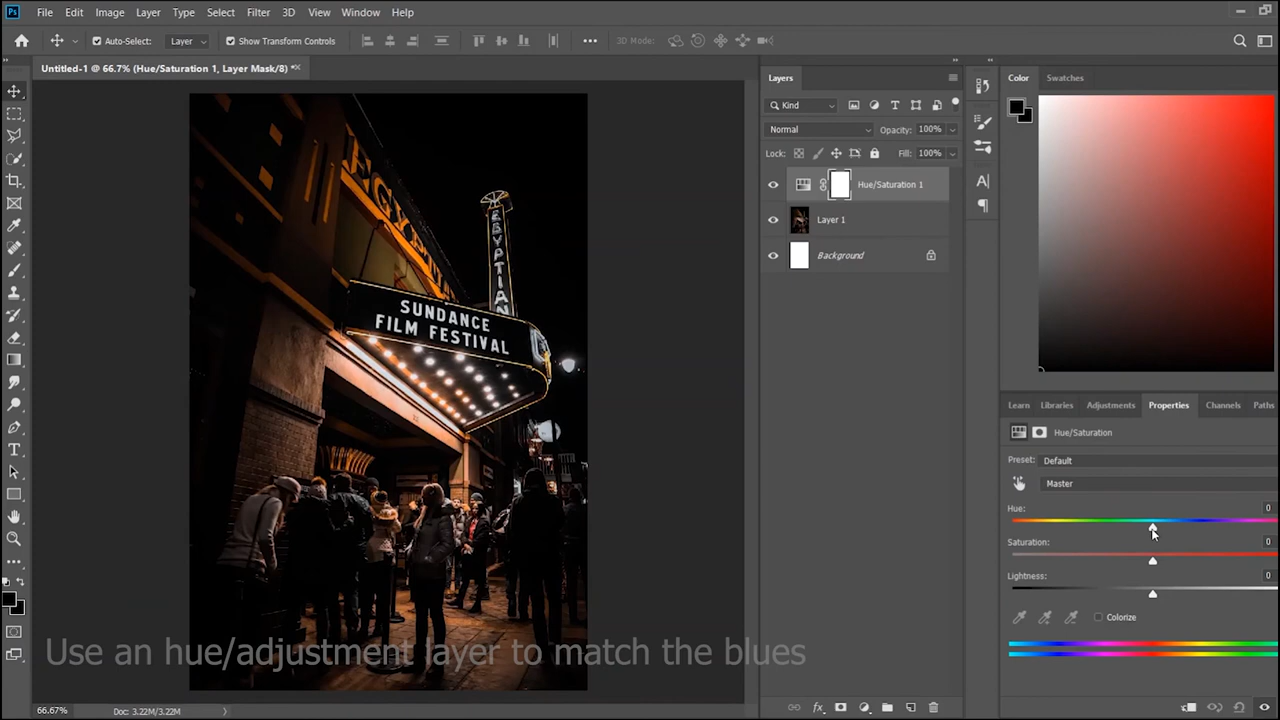 Ps File Edit Image Layer Type Select Filter 3D View Window Help
Auto-Select: Layer Show Transform Controls 3D Mode:
Untitled-1 @ 66.7% (Hue/Saturation 1, Layer Mask/8) *
Layers
Kind
Normal Opacity: 100%
Lock: Fill: 100%
Hue/Saturation 1
Layer 1
Background
Color Swatches
EGYPTIAN
SUNDANCE
FILM FESTIVAL
Learn Libraries Adjustments Properties Channels Paths
Hue/Saturation
Preset: Default
Master
Hue: 0
Saturation: 0
Lightness: 0
Colorize
Use an hue/adjustment layer to match the blues
66.67% Doc: 3.22M/3.22M
fx